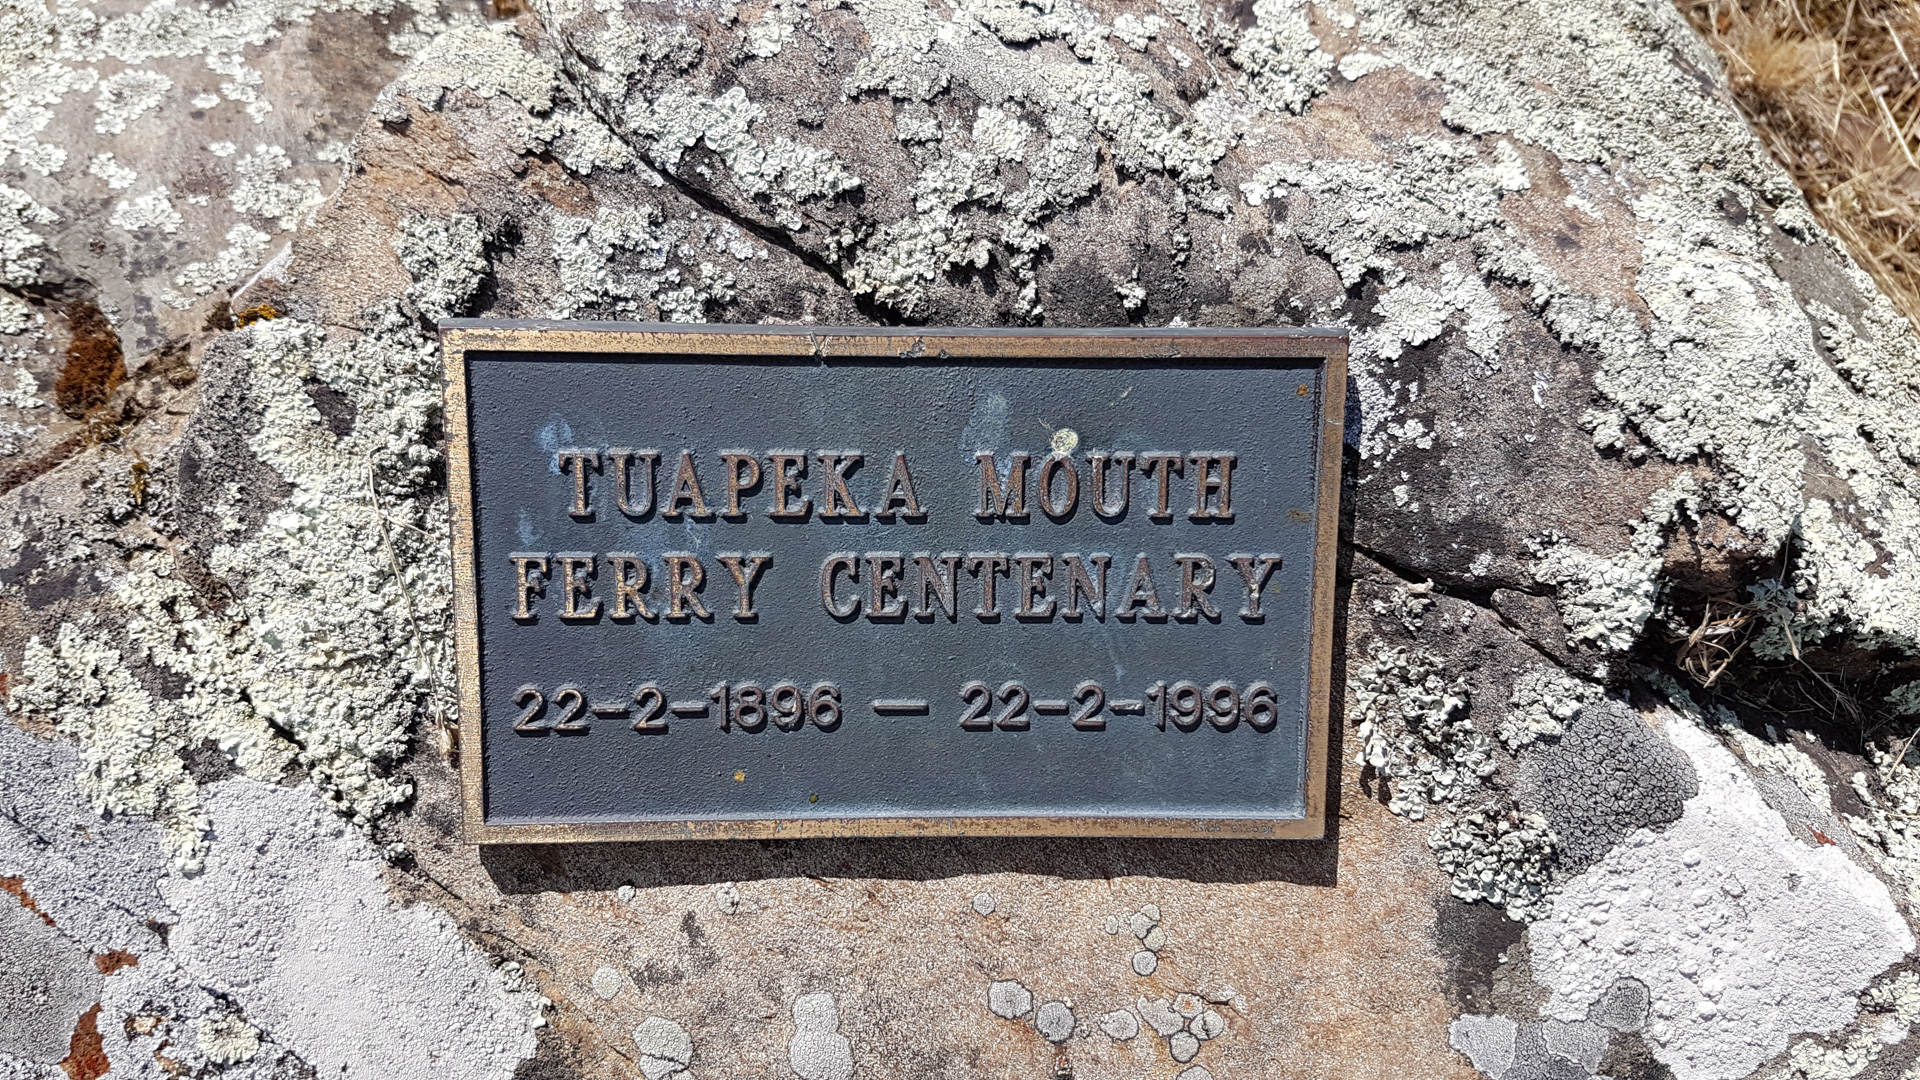 TUAPEKA MOUTH
FERRY CENTENARY
22-2-1896 — 22-2-1996